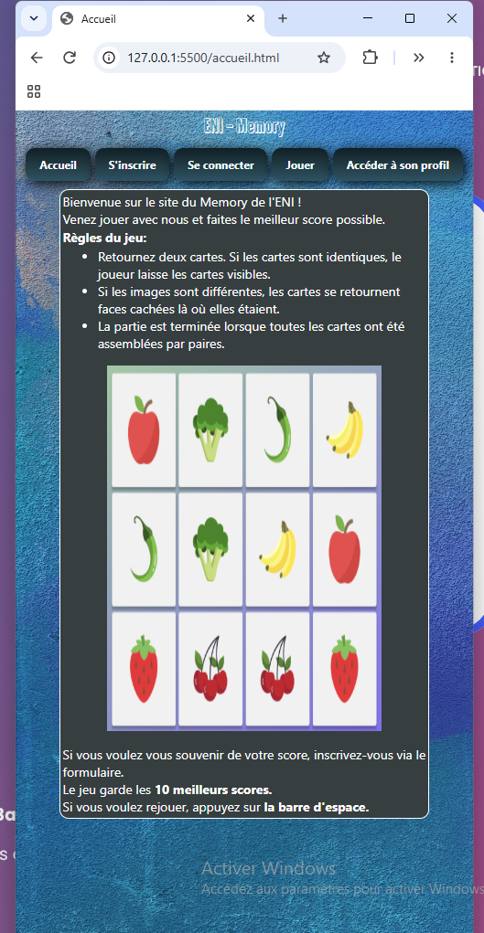 Accueil
127.0.0.1:5500/accueil.html
ENI - Memory
Accueil S'inscrire Se connecter Jouer Accéder à son profil
Bienvenue sur le site du Memory de l'ENI !
Venez jouer avec nous et faites le meilleur score possible.
Règles du jeu:
Retournez deux cartes. Si les cartes sont identiques, le
joueur laisse les cartes visibles.
Si les images sont différentes, les cartes se retournent
faces cachées là où elles étaient.
La partie est terminée lorsque toutes les cartes ont été
assemblées par paires.
Si vous voulez vous souvenir de votre score, inscrivez-vous via le
formulaire.
Le jeu garde les 10 meilleurs scores.
Si vous voulez rejouer, appuyez sur la barre d'espace.
Activer Windows
Accédez aux paramètres pour activer Windows